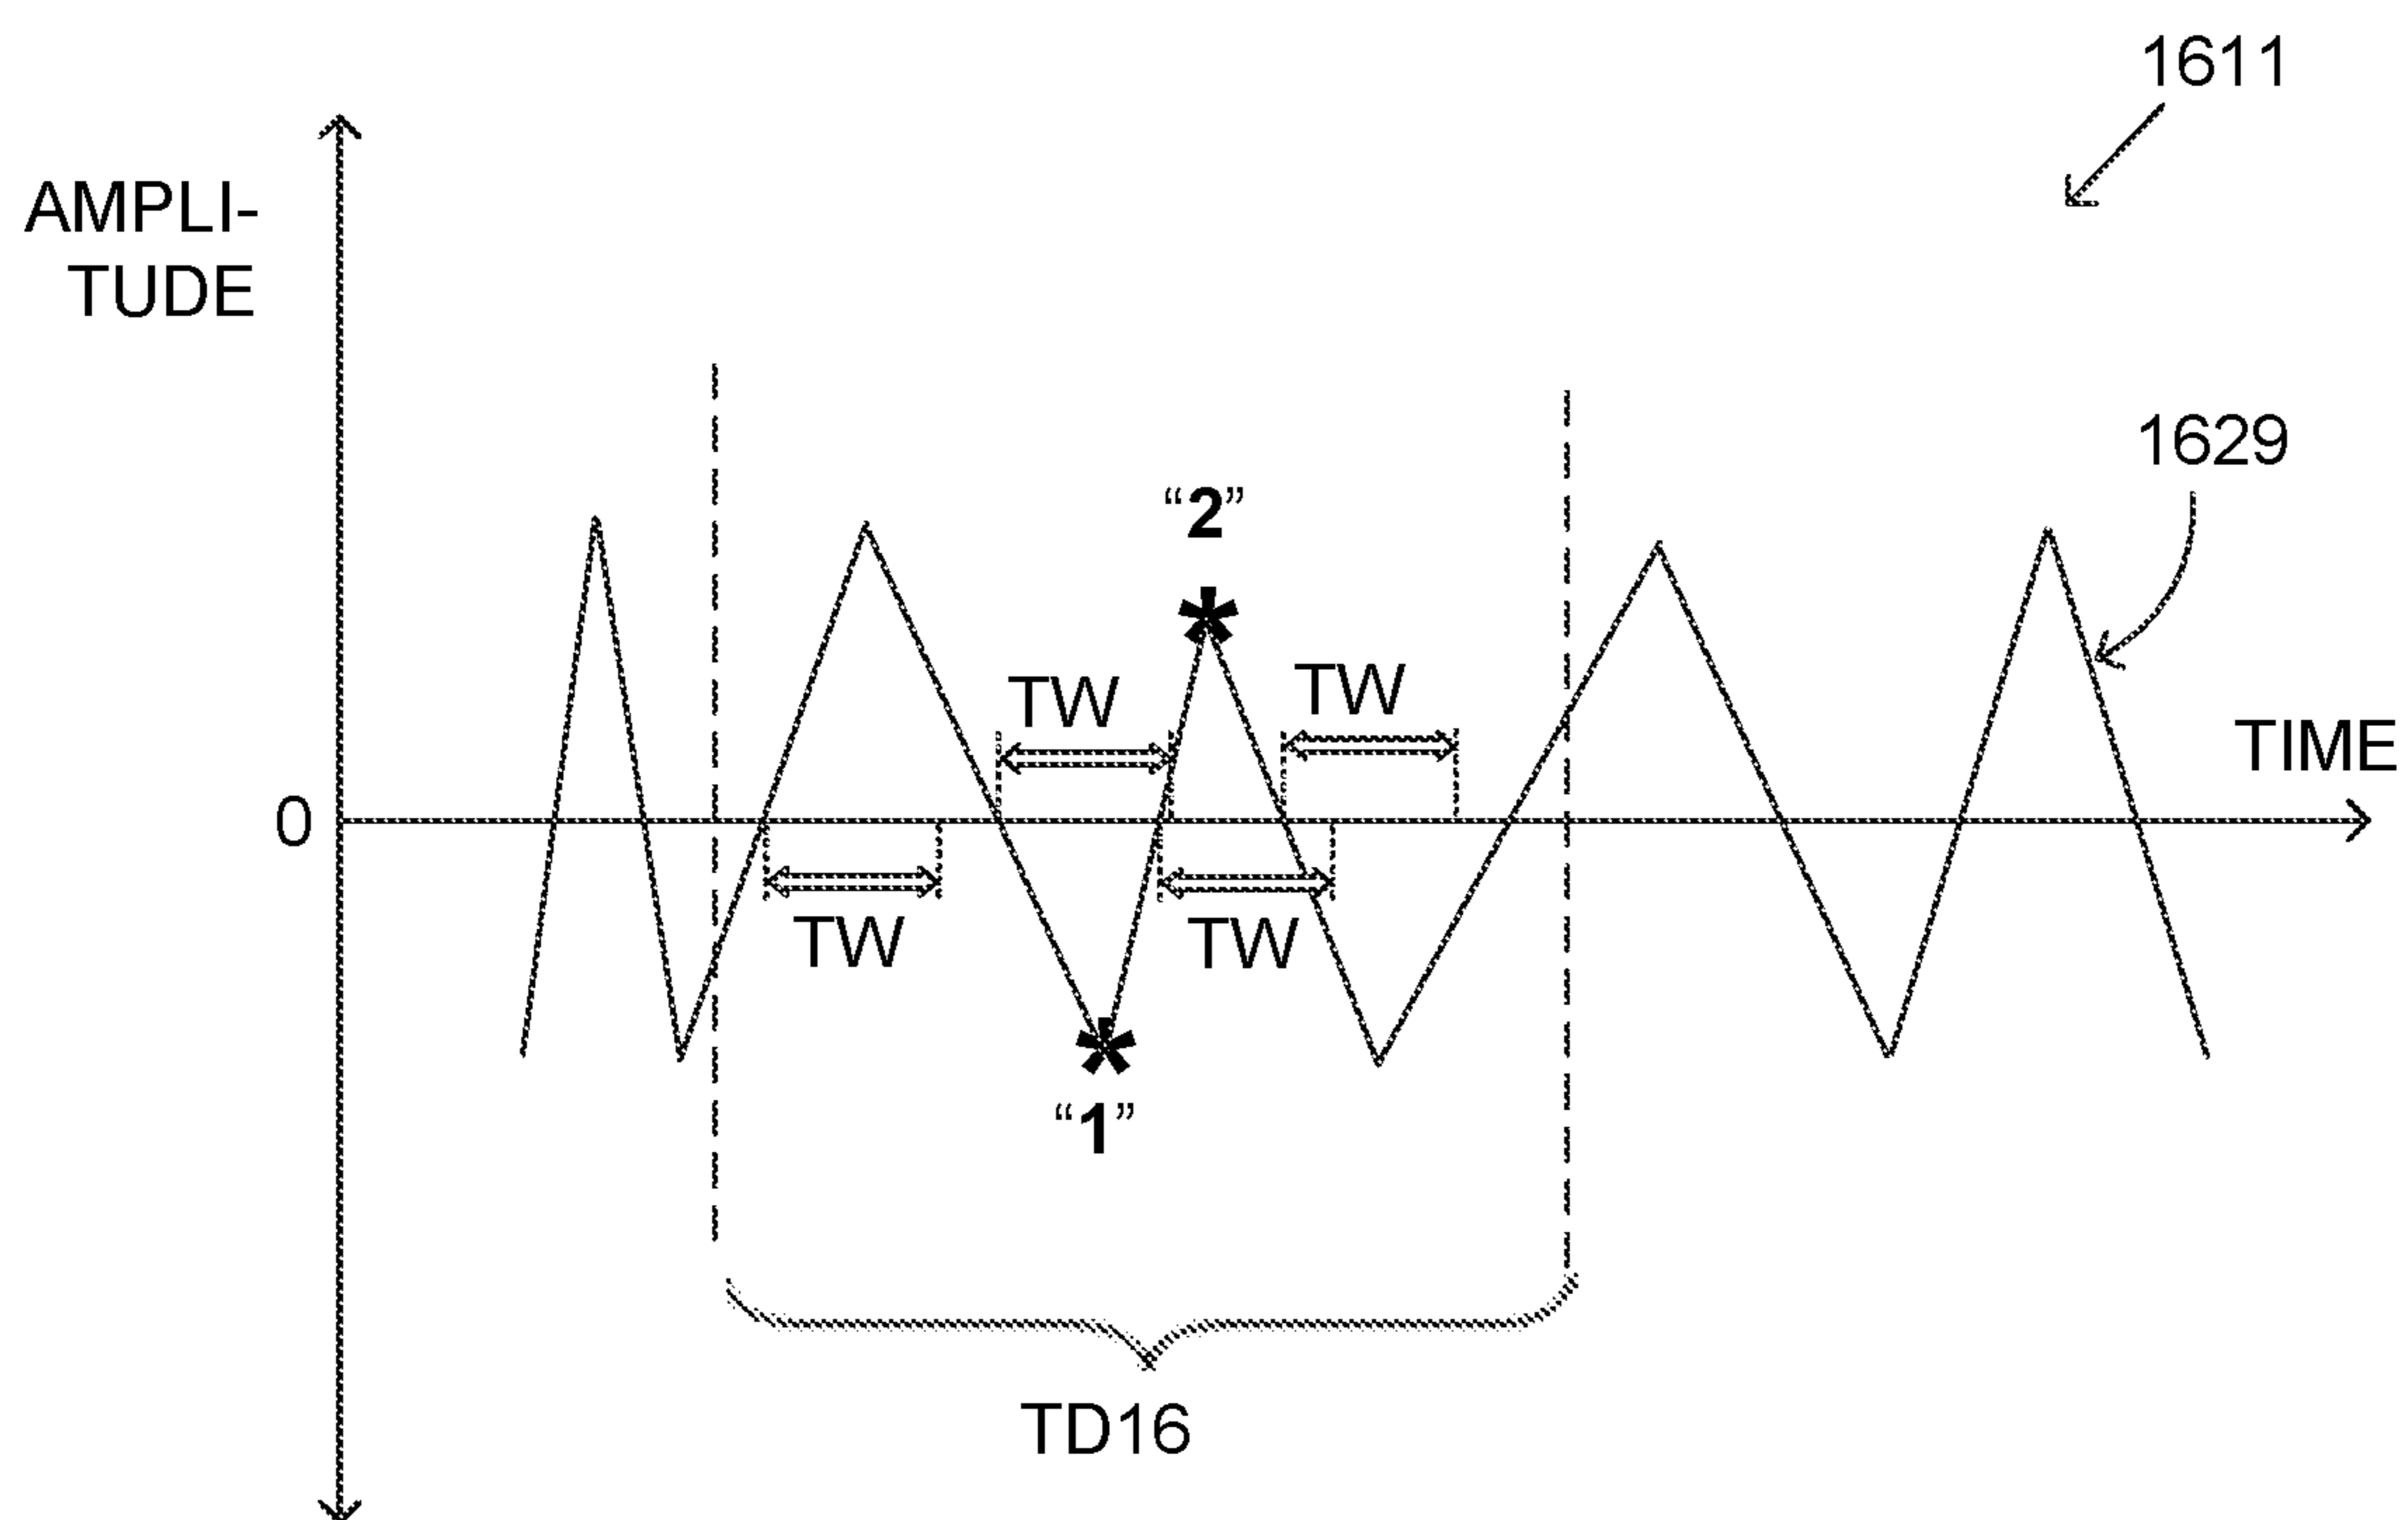 1611
AMPLI-
TUDE
1629
“2”
TW
TW
TIME
0
TW
TW
*
*
“1”
TD16